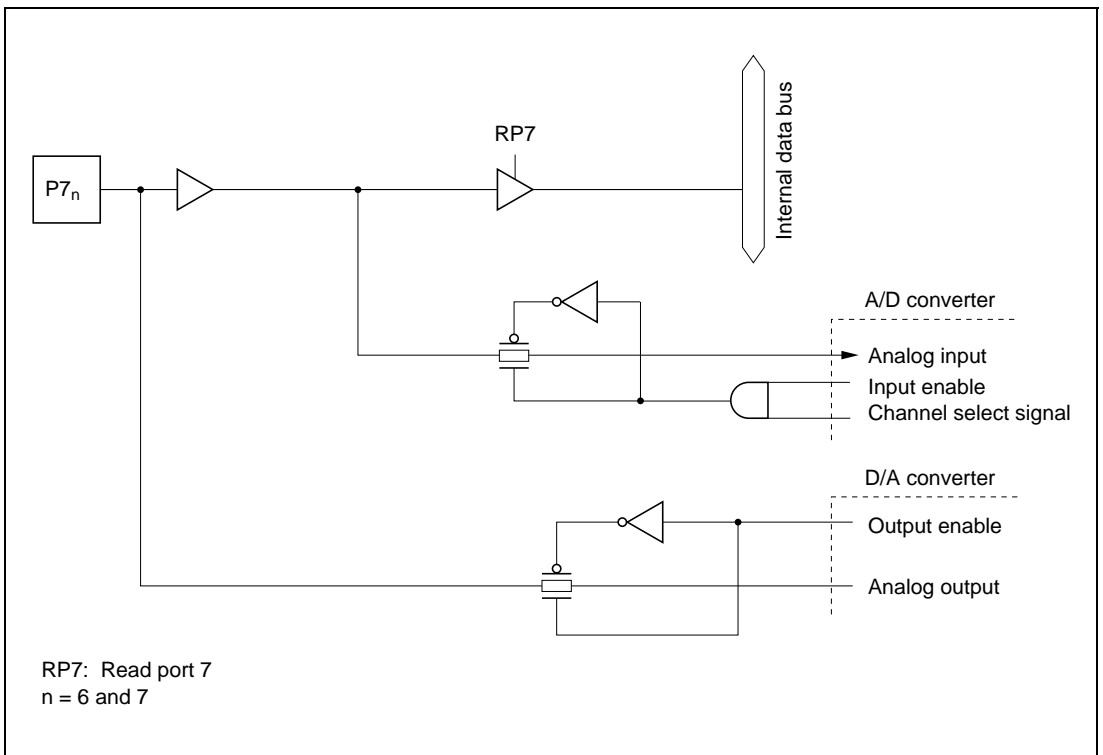 RP7
P7n
Internal data bus
A/D converter
Analog input
Input enable
Channel select signal
D/A converter
Output enable
Analog output
RP7: Read port 7
n = 6 and 7